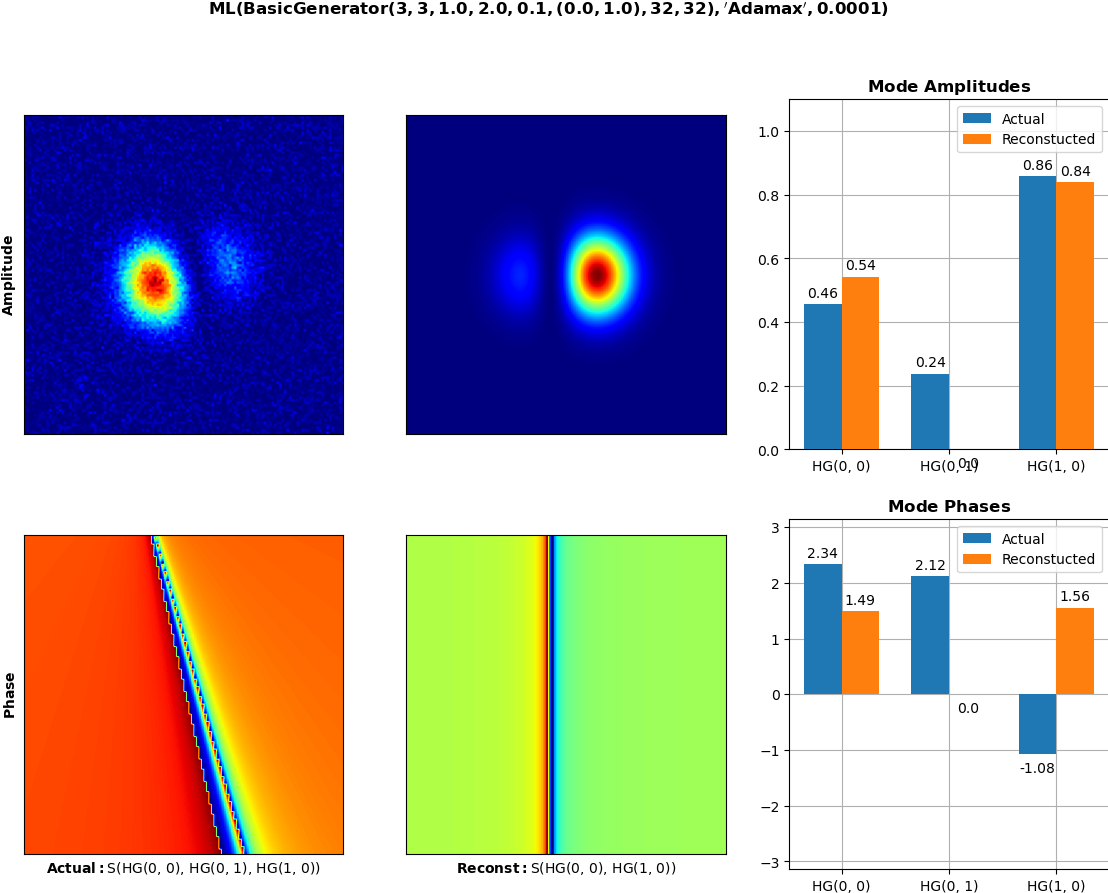 ML(BasicGenerator(3, 3, 1.0, 2.0, 0.1, (0.0, 1.0), 32, 32), ′Adamax′, 0.0001)
Amplitude
Mode Amplitudes
Actual
Reconstucted
1.0
0.8
0.6
0.4
0.2
0.0
0.46
0.54
0.24
0.0
0.86
0.84
HG(0, 0)
HG(0, 1)
HG(1, 0)
Phase
Actual: S(HG(0, 0), HG(0, 1), HG(1, 0))
Reconst: S(HG(0, 0), HG(1, 0))
Mode Phases
Actual
Reconstucted
3
2
1
0
−1
−2
−3
2.34
1.49
2.12
0.0
-1.08
1.56
HG(0, 0)
HG(0, 1)
HG(1, 0)